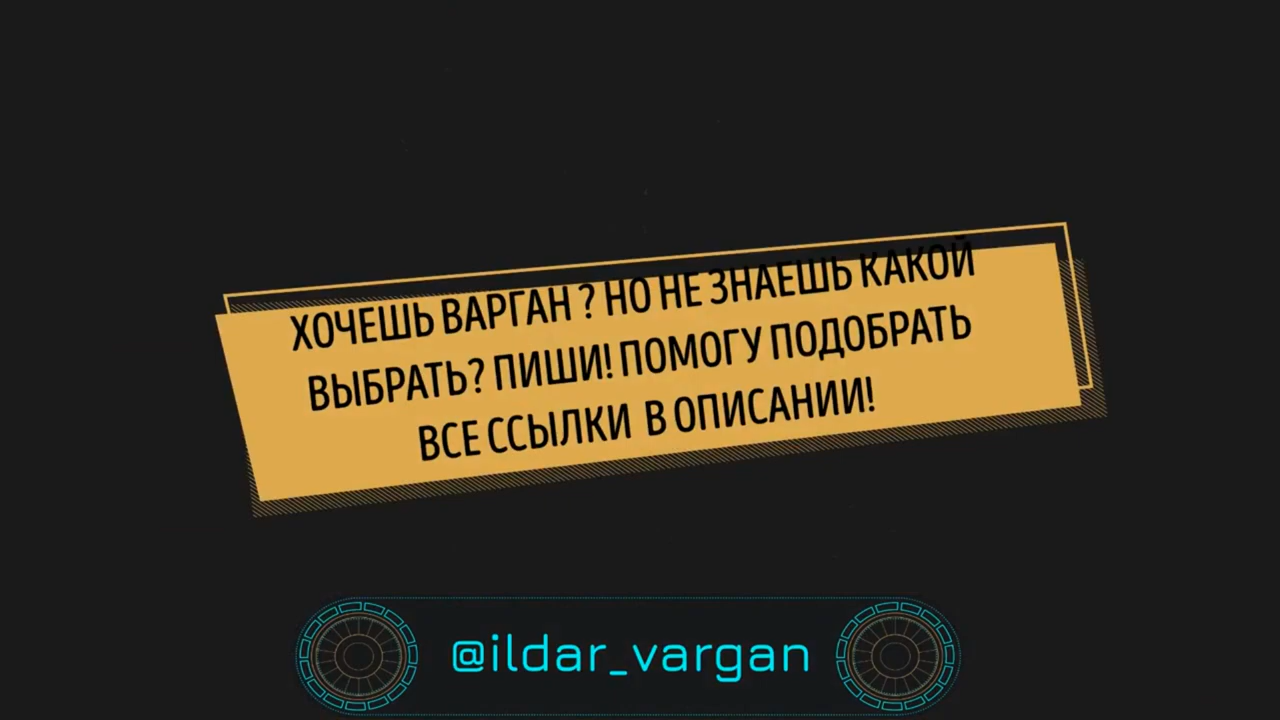 ХОЧЕШЬ ВАРГАН ? НО НЕ ЗНАЕШЬ КАКОЙ
ВЫБРАТЬ? ПИШИ! ПОМОГУ ПОДОБРАТЬ
ВСЕ ССЫЛКИ В ОПИСАНИИ!
@ildar_vargan